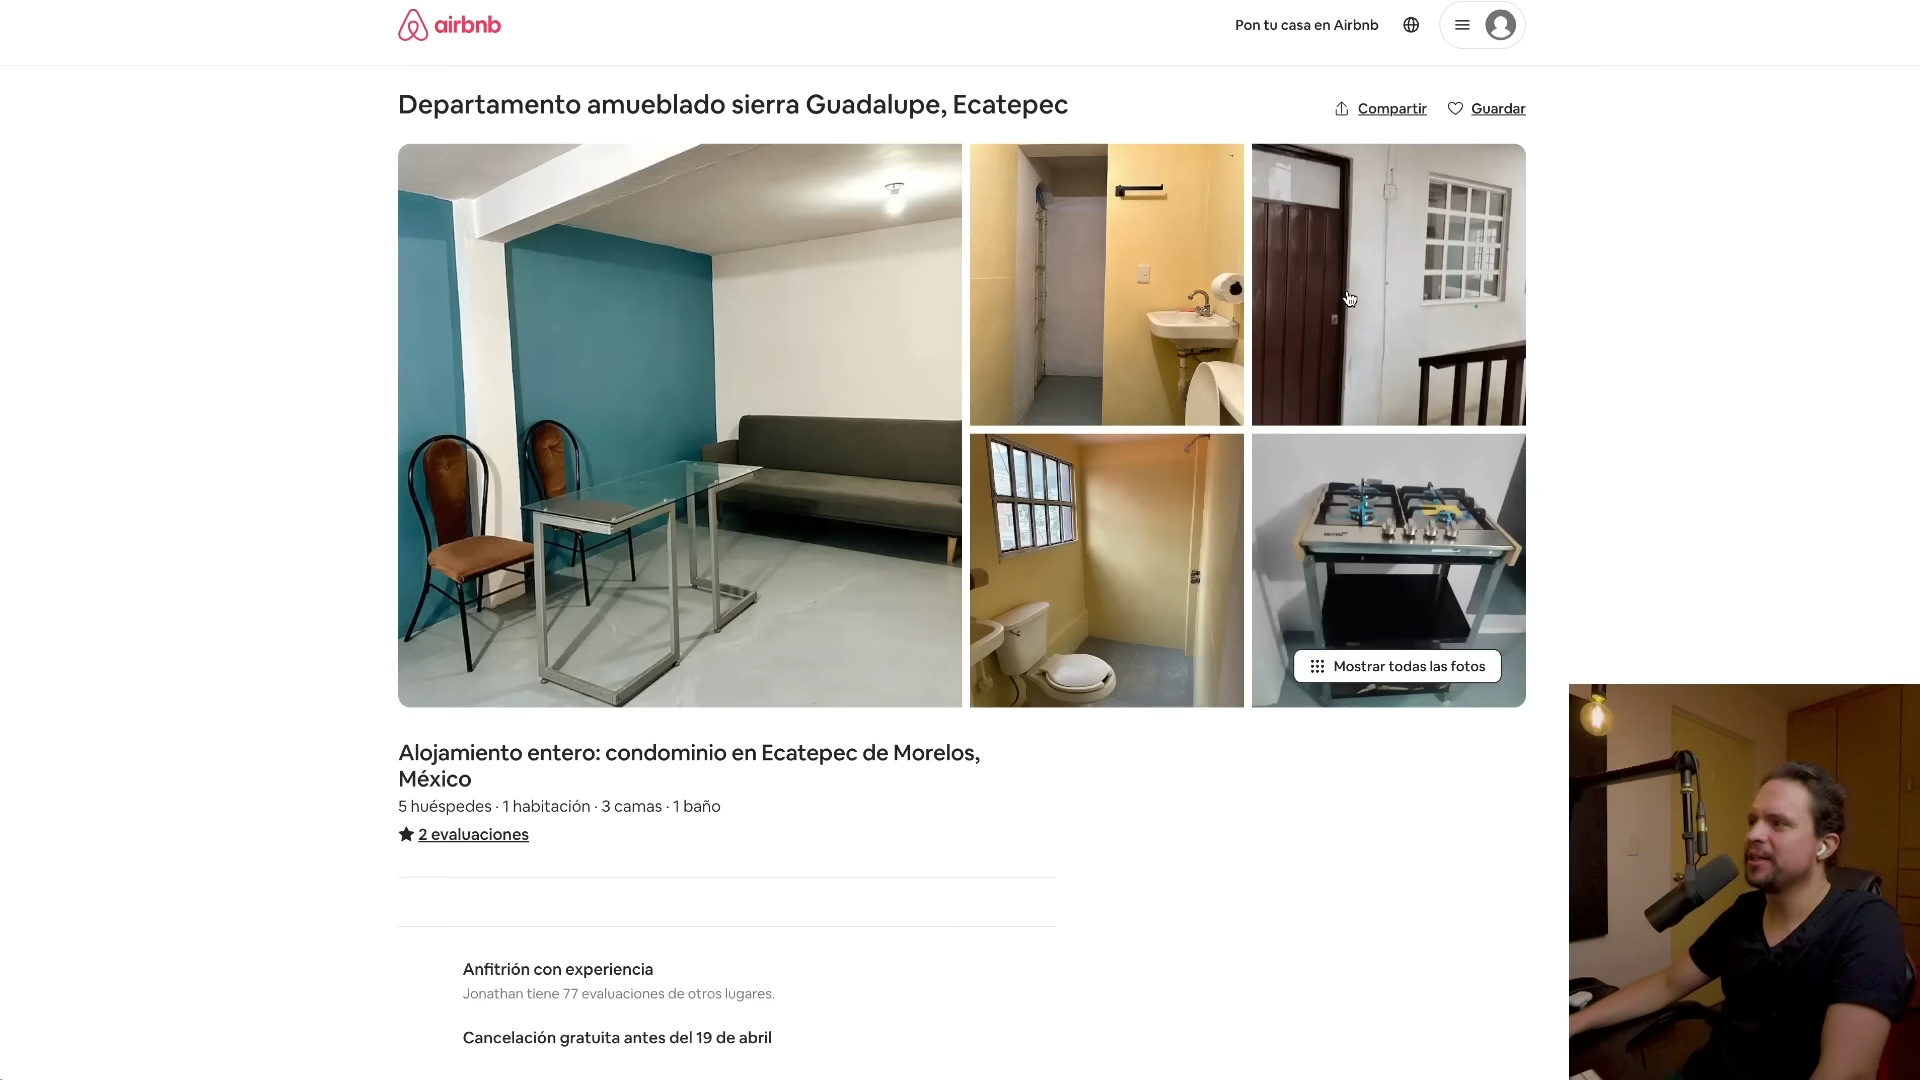 airbnb
Pon tu casa en Airbnb
Departamento amueblado sierra Guadalupe, Ecatepec
Compartir
Guardar
Mostrar todas las fotos
Alojamiento entero: condominio en Ecatepec de Morelos,
México
5 huéspedes · 1 habitación · 3 camas · 1 baño
2 evaluaciones
Anfitrión con experiencia
Jonathan tiene 77 evaluaciones de otros lugares.
Cancelación gratuita antes del 19 de abril